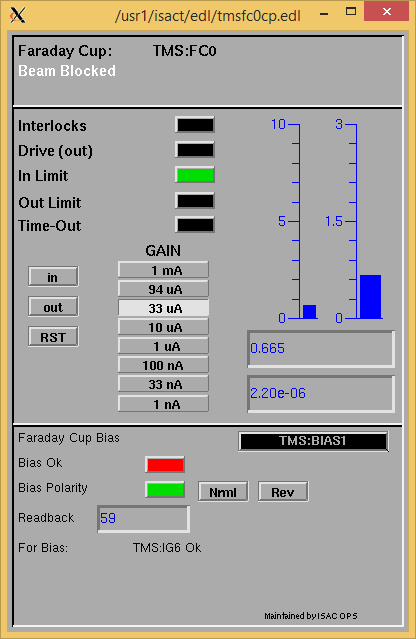 /usr1/isact/edl/tmsfc0cp.edl
Faraday Cup: TMS:FC0
Beam Blocked
Interlocks
Drive (out)
In Limit
Out Limit
Time-Out
10
5
0
3
1.5
0
GAIN
1 mA
94 uA
33 uA
10 uA
1 uA
100 nA
33 nA
1 nA
in
out
RST
0.665
2.20e-06
Faraday Cup Bias TMS:BIAS1
Bias Ok
Bias Polarity Nrml Rev
Readback 59
For Bias: TMS:IG6 Ok
Maintained by ISAC OPS